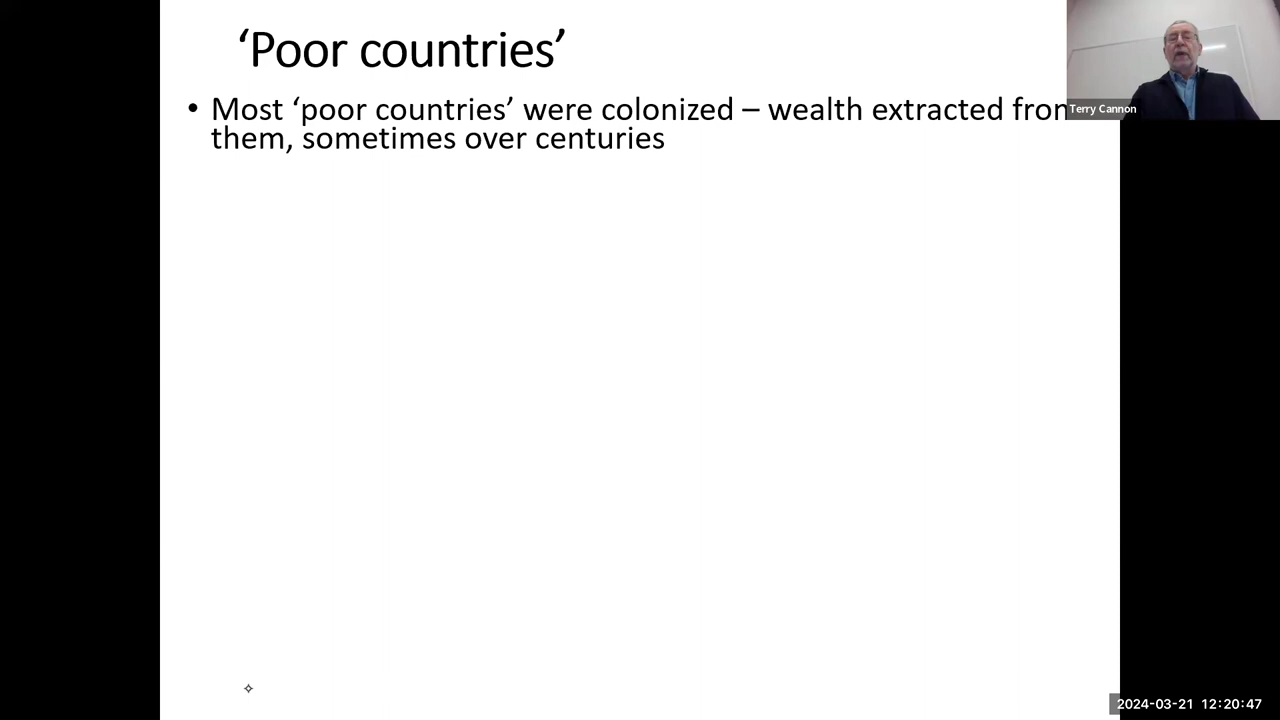 ‘Poor countries’
• Most ‘poor countries’ were colonized – wealth extracted from
them, sometimes over centuries
Terry Cannon
2024-03-21 12:20:47